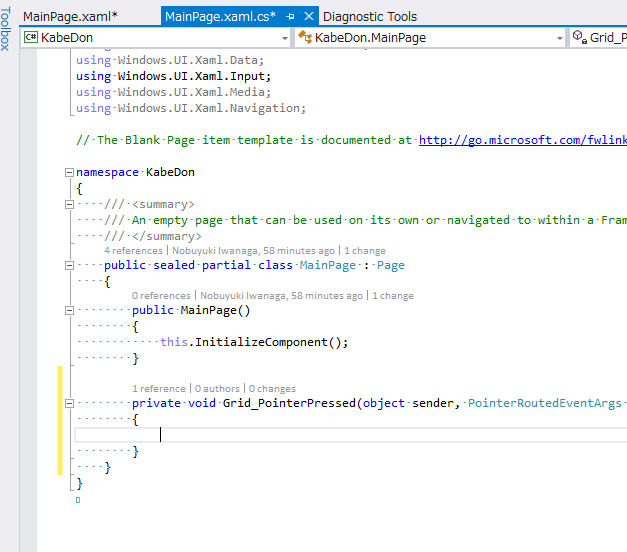 Toolbox
MainPage.xaml*
MainPage.xaml.cs*
Diagnostic Tools
C# KabeDon
KabeDon.MainPage
Grid_P
using Windows.UI.Xaml.Data;
using Windows.UI.Xaml.Input;
using Windows.UI.Xaml.Media;
using Windows.UI.Xaml.Navigation;
// The Blank Page item template is documented at http://go.microsoft.com/fwlink
namespace KabeDon
{
/// <summary>
/// An empty page that can be used on its own or navigated to within a Fram
/// </summary>
4 references | Nobuyuki Iwanaga, 58 minutes ago | 1 change
public sealed partial class MainPage : Page
{
0 references | Nobuyuki Iwanaga, 58 minutes ago | 1 change
public MainPage()
{
this.InitializeComponent();
}
1 reference | 0 authors | 0 changes
private void Grid_PointerPressed(object sender, PointerRoutedEventArgs
{
}
}
}